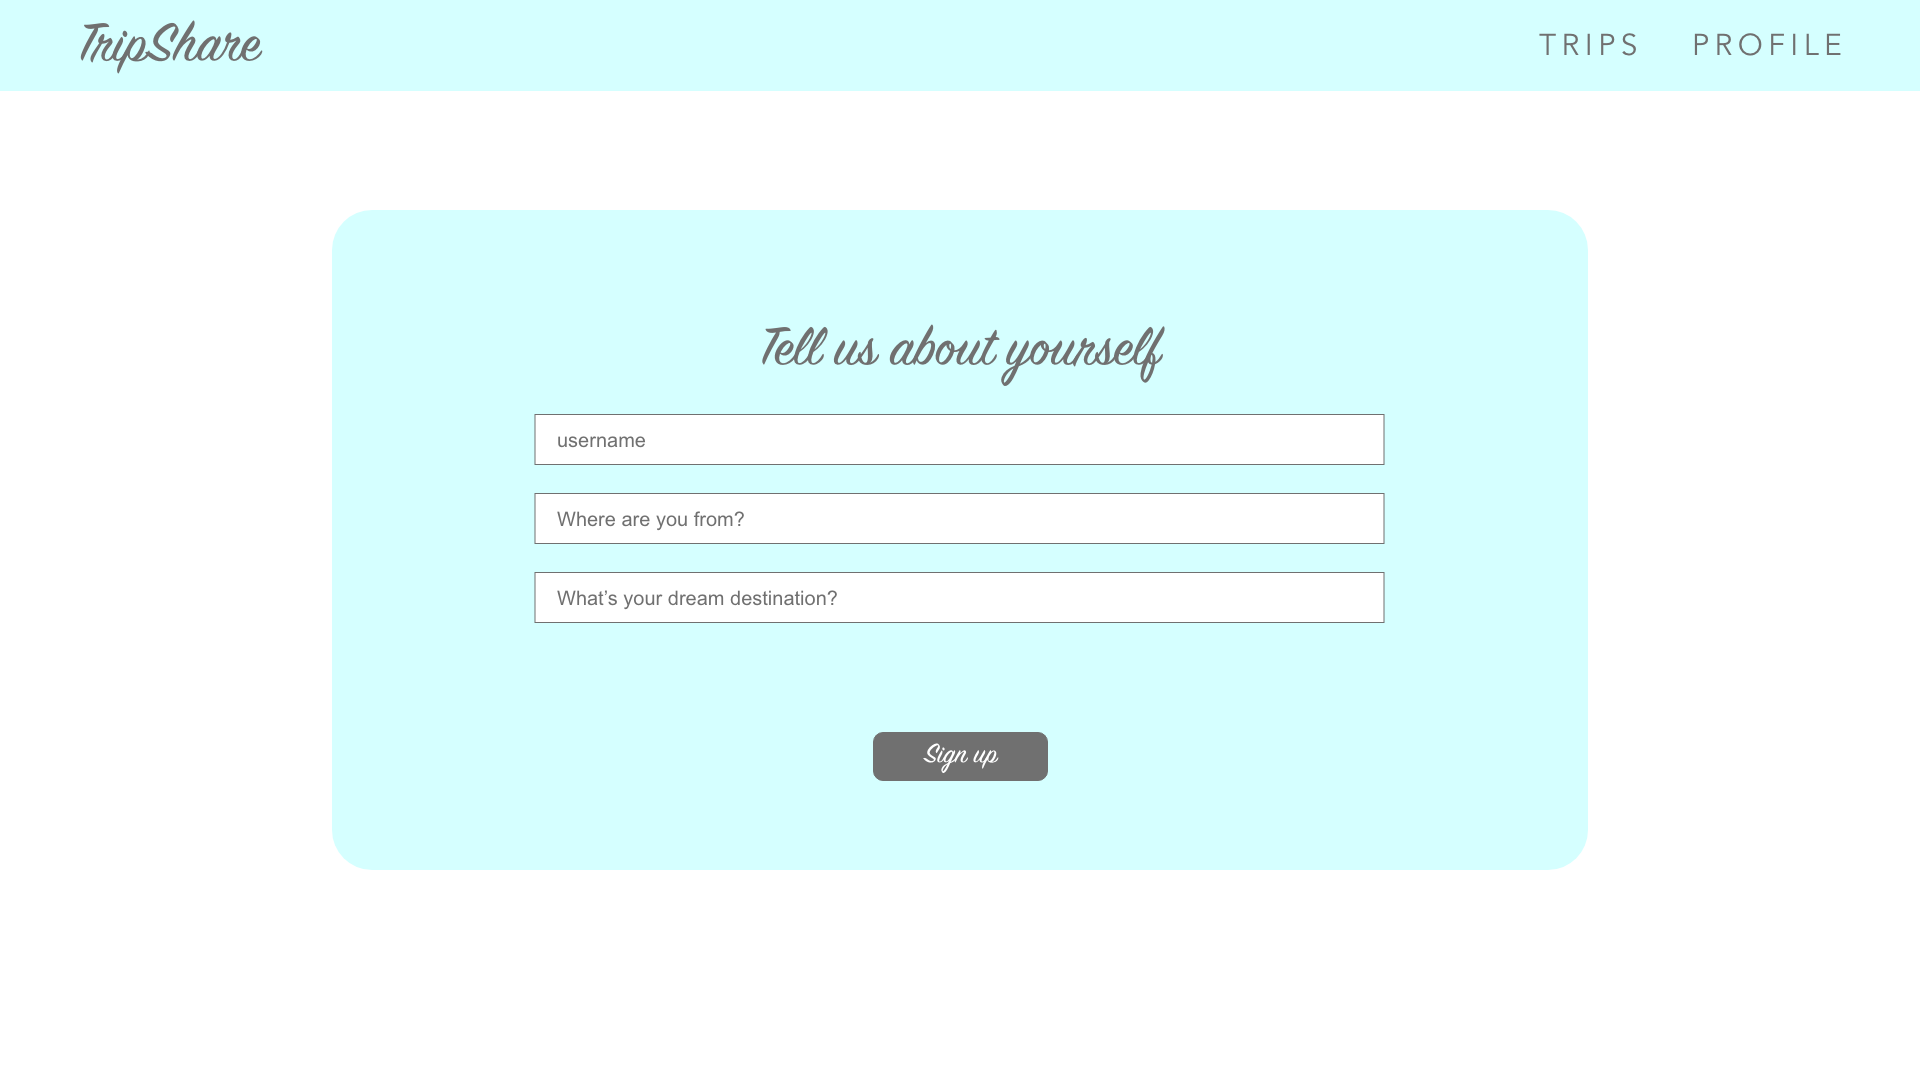 TripShare
TRIPS PROFILE
Tell us about yourself
username
Where are you from?
What’s your dream destination?
Sign up